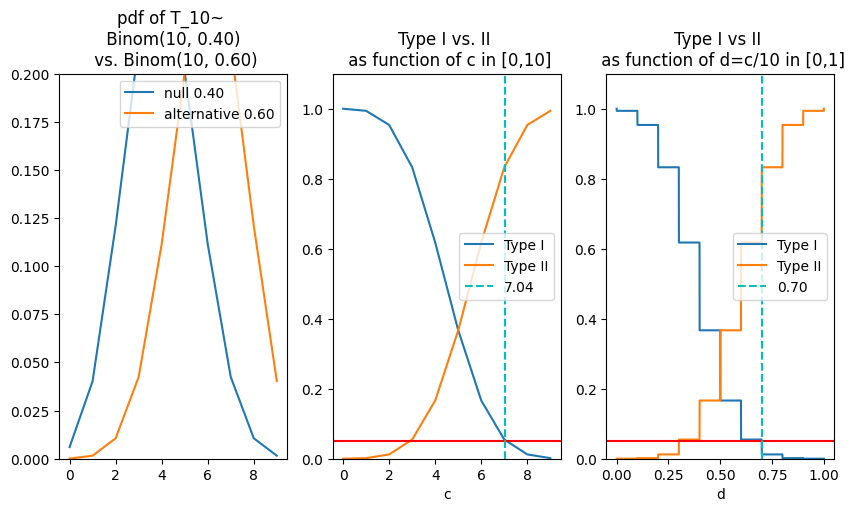 pdf of T_10~
Binom(10, 0.40)
vs. Binom(10, 0.60)
0.200
0.175
0.150
0.125
0.100
0.075
0.050
0.025
0.000
0 2 4 6 8
null 0.40
alternative 0.60
Type I vs. II
as function of c in [0,10]
1.0
0.8
0.6
0.4
0.2
0.0
0 2 4 6 8
c
Type I
Type II
7.04
Type I vs II
as function of d=c/10 in [0,1]
1.0
0.8
0.6
0.4
0.2
0.0
0.00 0.25 0.50 0.75 1.00
d
Type I
Type II
0.70